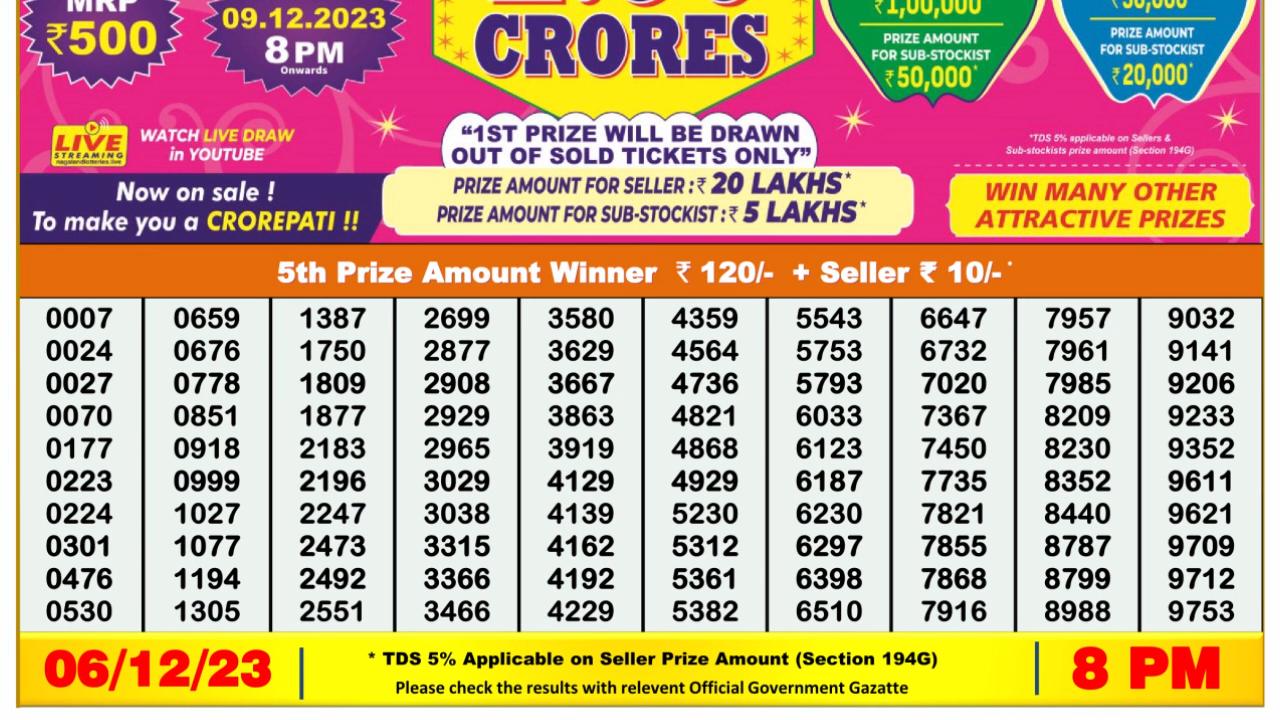 MRP
₹500
09.12.2023
8 PM
Onwards
CRORES
₹1,00,000
PRIZE AMOUNT
FOR SUB-STOCKIST
₹50,000*
PRIZE AMOUNT
FOR SUB-STOCKIST
₹20,000*
LIVE
STREAMING
nagalandlotteries.live
WATCH LIVE DRAW
in YOUTUBE
“1ST PRIZE WILL BE DRAWN
OUT OF SOLD TICKETS ONLY”
*TDS 5% applicable on Sellers &
Sub-stockists prize amount (Section 194G)
Now on sale !
To make you a CROREPATI !!
PRIZE AMOUNT FOR SELLER : ₹ 20 LAKHS*
PRIZE AMOUNT FOR SUB-STOCKIST : ₹ 5 LAKHS*
WIN MANY OTHER
ATTRACTIVE PRIZES
5th Prize Amount Winner ₹ 120/- + Seller ₹ 10/- *
0007 0659 1387 2699 3580 4359 5543 6647 7957 9032
0024 0676 1750 2877 3629 4564 5753 6732 7961 9141
0027 0778 1809 2908 3667 4736 5793 7020 7985 9206
0070 0851 1877 2929 3863 4821 6033 7367 8209 9233
0177 0918 2183 2965 3919 4868 6123 7450 8230 9352
0223 0999 2196 3029 4129 4929 6187 7735 8352 9611
0224 1027 2247 3038 4139 5230 6230 7821 8440 9621
0301 1077 2473 3315 4162 5312 6297 7855 8787 9709
0476 1194 2492 3366 4192 5361 6398 7868 8799 9712
0530 1305 2551 3466 4229 5382 6510 7916 8988 9753
06/12/23
* TDS 5% Applicable on Seller Prize Amount (Section 194G)
Please check the results with relevent Official Government Gazatte
8 PM